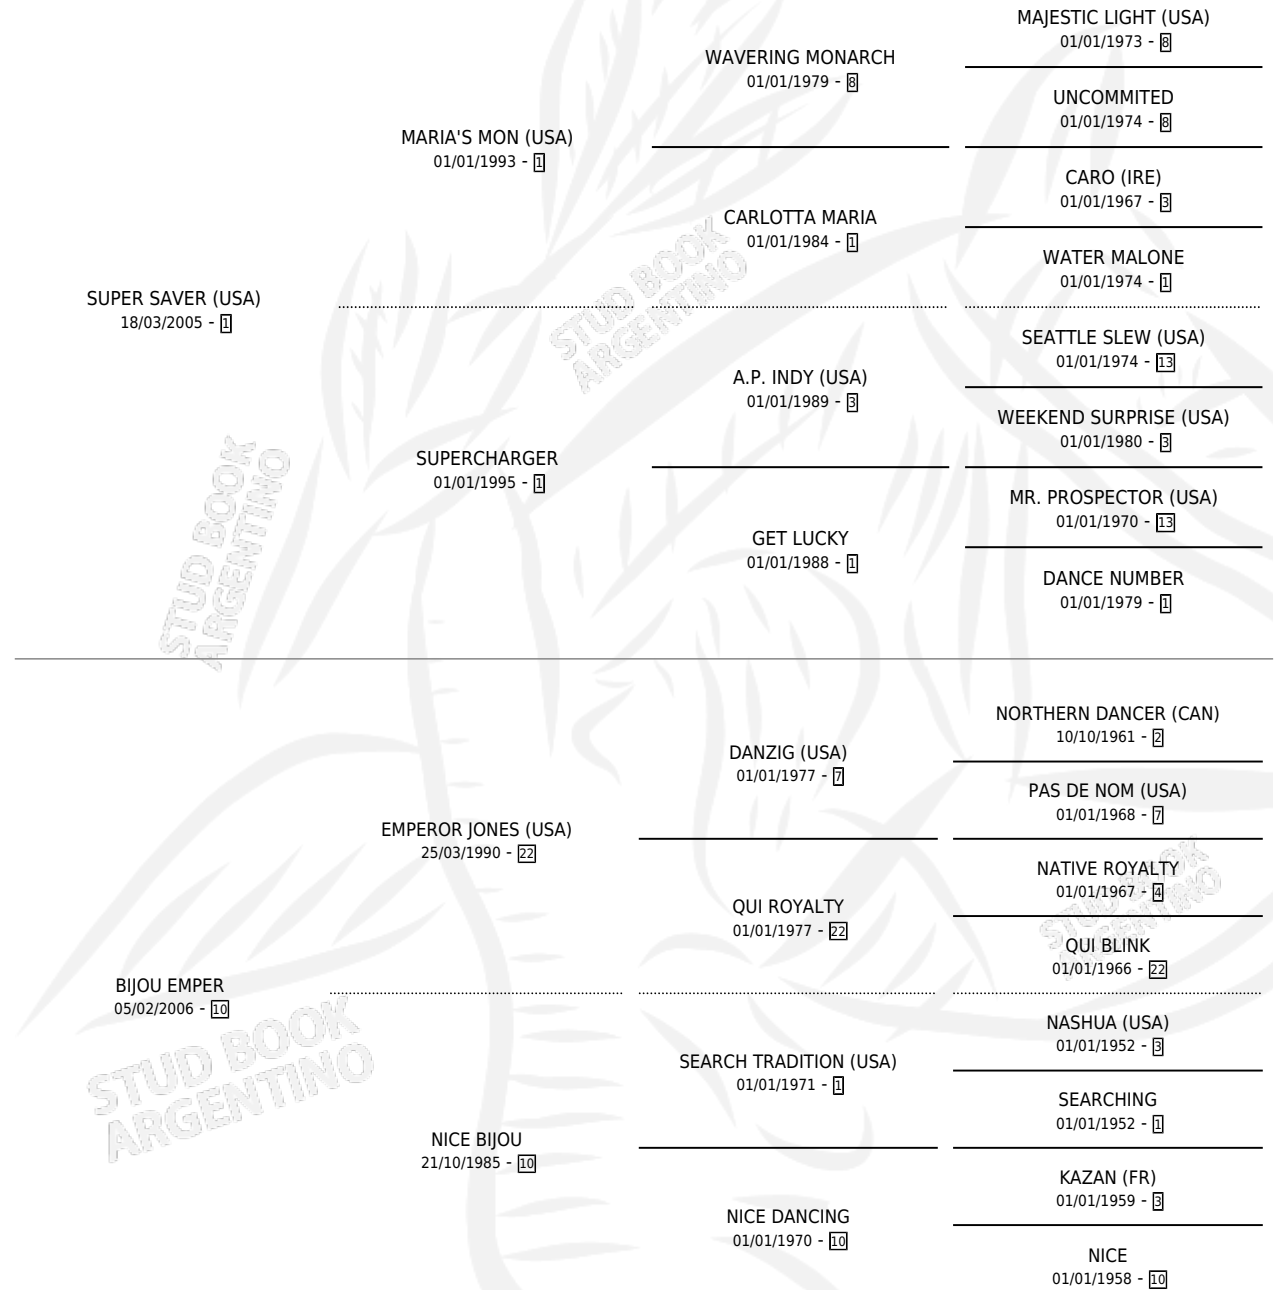 MAJESTIC LIGHT (USA)
01/01/1973 - 8
WAVERING MONARCH
01/01/1979 - 8
UNCOMMITED
01/01/1974 - 8
MARIA'S MON (USA)
01/01/1993 - 1
CARO (IRE)
01/01/1967 - 3
CARLOTTA MARIA
01/01/1984 - 1
WATER MALONE
01/01/1974 - 1
SUPER SAVER (USA)
18/03/2005 - 1
STUD BOOK
ARGENTINO
SEATTLE SLEW (USA)
01/01/1974 - 13
A.P. INDY (USA)
01/01/1989 - 3
WEEKEND SURPRISE (USA)
01/01/1980 - 3
SUPERCHARGER
01/01/1995 - 1
STUD BOOK
ARGENTINO
MR. PROSPECTOR (USA)
01/01/1970 - 13
GET LUCKY
01/01/1988 - 1
DANCE NUMBER
01/01/1979 - 1
NORTHERN DANCER (CAN)
10/10/1961 - 2
DANZIG (USA)
01/01/1977 - 7
PAS DE NOM (USA)
01/01/1968 - 7
EMPEROR JONES (USA)
25/03/1990 - 22
NATIVE ROYALTY
01/01/1967 - 4
STUD BOOK
ARGENTINO
QUI ROYALTY
01/01/1977 - 22
QUI BLINK
01/01/1966 - 22
BIJOU EMPER
05/02/2006 - 10
STUD BOOK
ARGENTINO
NASHUA (USA)
01/01/1952 - 3
SEARCH TRADITION (USA)
01/01/1971 - 1
SEARCHING
01/01/1952 - 1
NICE BIJOU
21/10/1985 - 10
KAZAN (FR)
01/01/1959 - 3
NICE DANCING
01/01/1970 - 10
NICE
01/01/1958 - 10